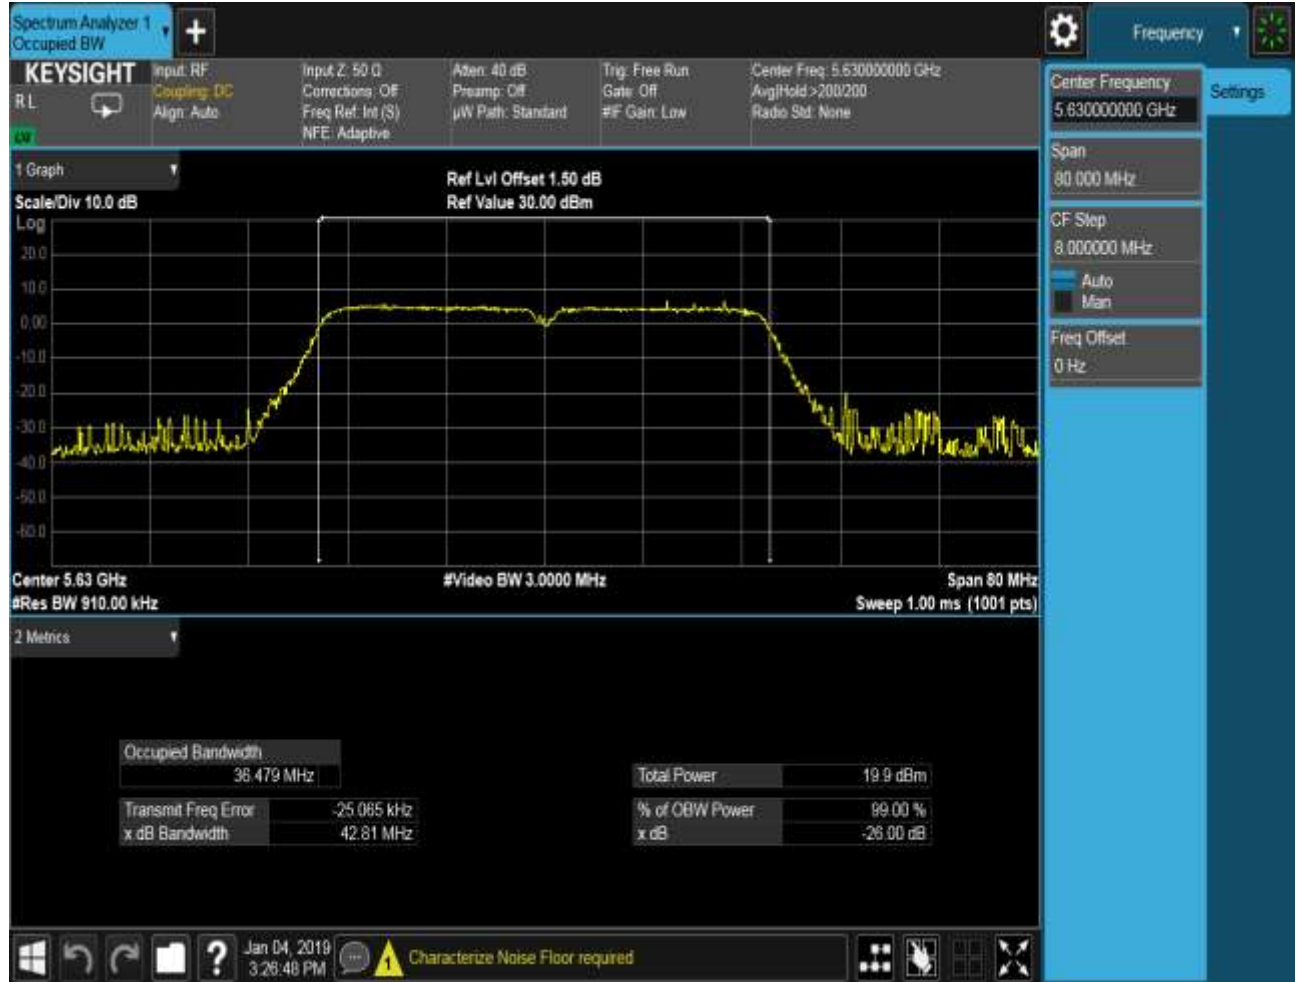 Spectrum Analyzer 1
Occupied BW
Frequency
KEYSIGHT
RL
Input: RF
Coupling: DC
Align: Auto
Input Z: 50 Ω
Corrections: Off
Freq Ref: Int (S)
NFE: Adaptive
Atten: 40 dB
Preamp: Off
µW Path: Standard
Trig: Free Run
Gate: Off
#IF Gain: Low
Center Freq: 5.630000000 GHz
Avg|Hold:>200/200
Radio Std: None
Center Frequency
5.630000000 GHz
Settings
Span
80.000 MHz
CF Step
8.000000 MHz
Auto
Man
Freq Offset
0 Hz
1 Graph
Scale/Div 10.0 dB
Ref Lvl Offset 1.50 dB
Ref Value 30.00 dBm
Log
20.0
10.0
0.00
-10.0
-20.0
-30.0
-40.0
-50.0
-60.0
Center 5.63 GHz
#Video BW 3.0000 MHz
Span 80 MHz
#Res BW 910.00 kHz
Sweep 1.00 ms (1001 pts)
2 Metrics
Occupied Bandwidth
36.479 MHz
Total Power 19.9 dBm
Transmit Freq Error -25.065 kHz
% of OBW Power 99.00 %
x dB Bandwidth 42.81 MHz
x dB -26.00 dB
Jan 04, 2019
3:26:48 PM
1
Characterize Noise Floor required